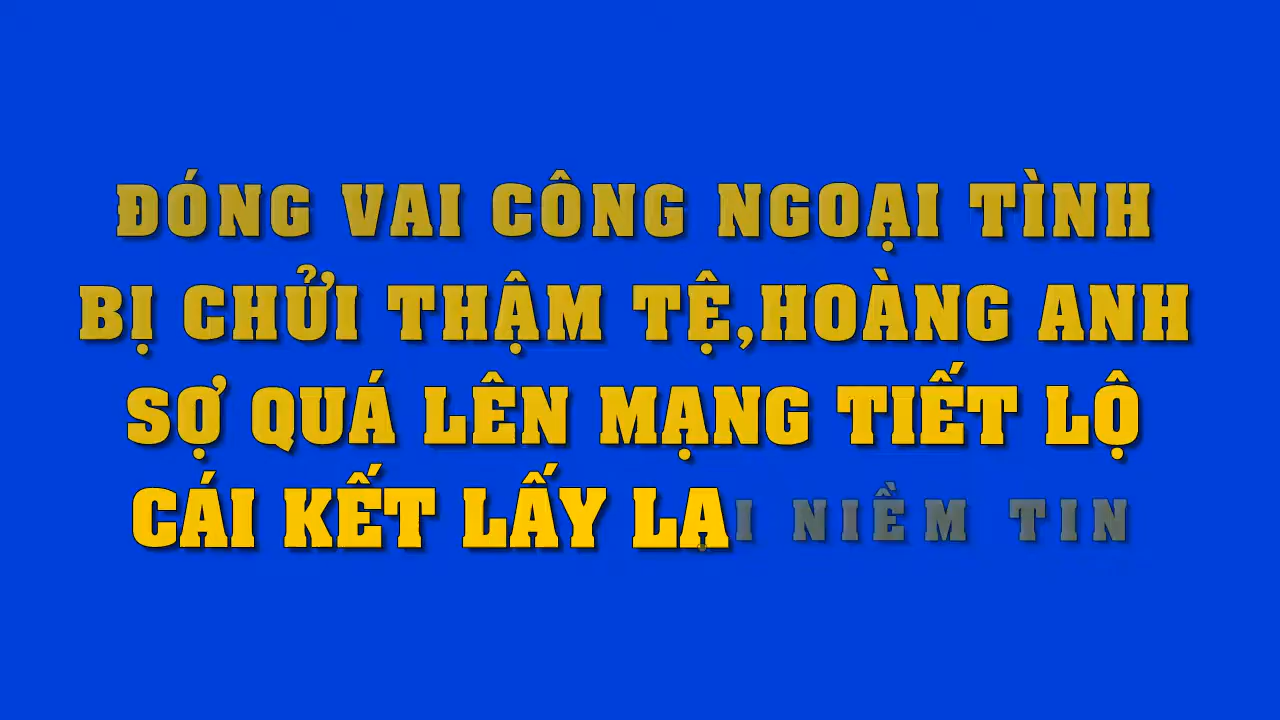 ĐÓNG VAI CÔNG NGOẠI TÌNH
BỊ CHỬI THẬM TỆ,HOÀNG ANH
SỢ QUÁ LÊN MẠNG TIẾT LỘ
CÁI KẾT LẤY LẠI NIỀM TIN